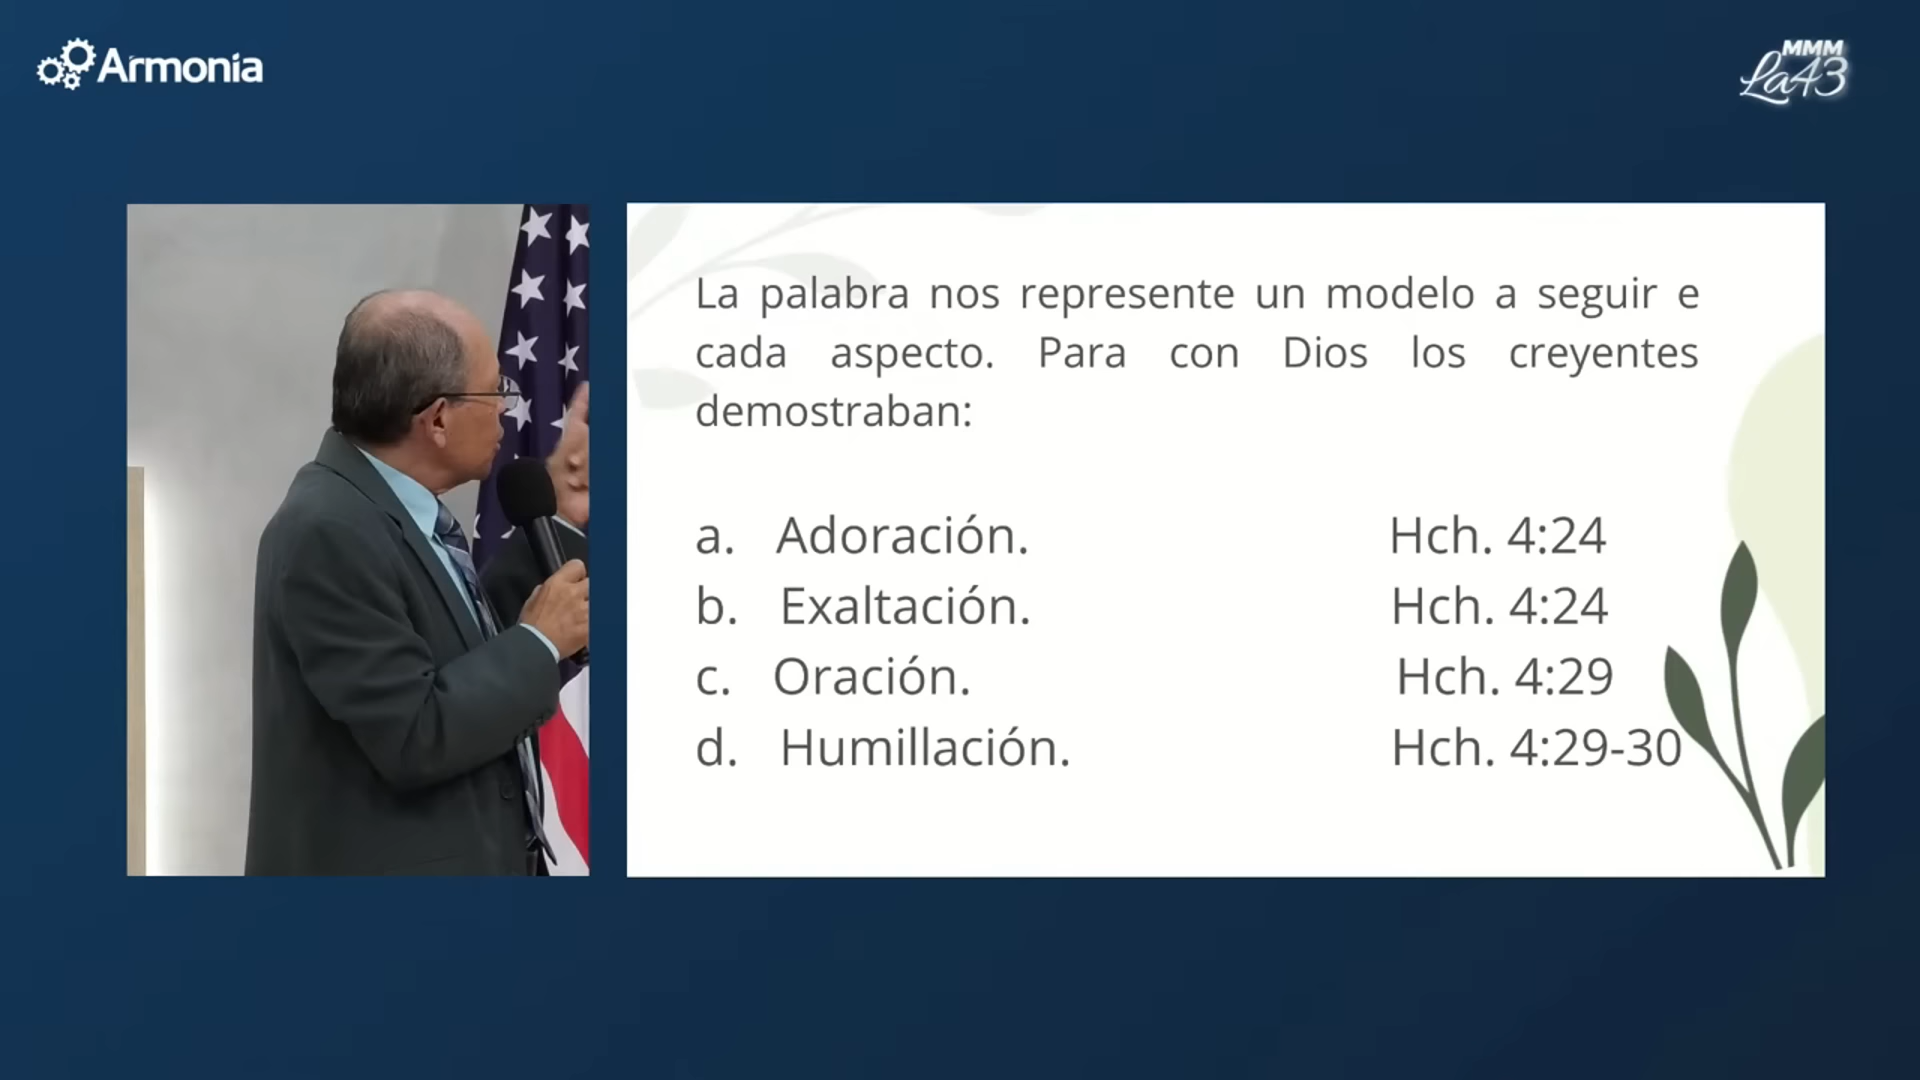 Armonía
MMM
La43
La palabra nos represente un modelo a seguir e
cada aspecto. Para con Dios los creyentes
demostraban:
a. Adoración. Hch. 4:24
b. Exaltación. Hch. 4:24
c. Oración. Hch. 4:29
d. Humillación. Hch. 4:29-30